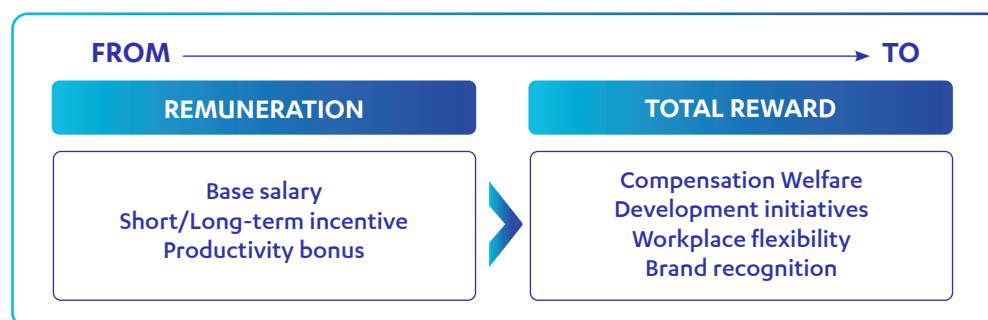 FROM TO
REMUNERATION
Base salary
Short/Long-term incentive
Productivity bonus
TOTAL REWARD
Compensation Welfare
Development initiatives
Workplace flexibility
Brand recognition